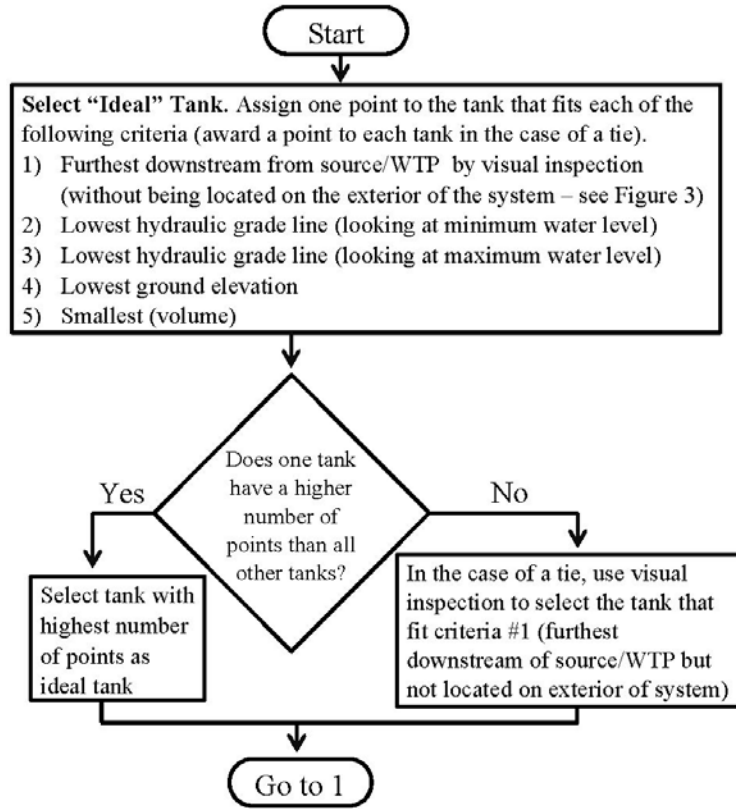 Start
Select “Ideal” Tank. Assign one point to the tank that fits each of the
following criteria (award a point to each tank in the case of a tie).
1) Furthest downstream from source/WTP by visual inspection
(without being located on the exterior of the system – see Figure 3)
2) Lowest hydraulic grade line (looking at minimum water level)
3) Lowest hydraulic grade line (looking at maximum water level)
4) Lowest ground elevation
5) Smallest (volume)
Does one tank
have a higher
number of
points than all
other tanks?
Yes
No
Select tank with
highest number
of points as
ideal tank
In the case of a tie, use visual
inspection to select the tank that
fit criteria #1 (furthest
downstream of source/WTP but
not located on exterior of system)
Go to 1